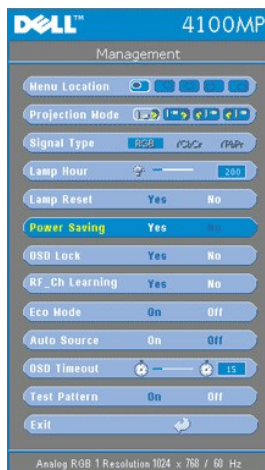 DELL™ 4100MP
Management
Menu Location
Projection Mode
Signal Type RGB YCbCr YPbPr
Lamp Hour 200
Lamp Reset Yes No
Power Saving Yes No
OSD Lock Yes No
RF_Ch Learning Yes No
Eco Mode On Off
Auto Source On Off
OSD Timeout 15
Test Pattern On Off
Exit
Analog RGB 1 Resolution 1024 x 768 / 60 Hz